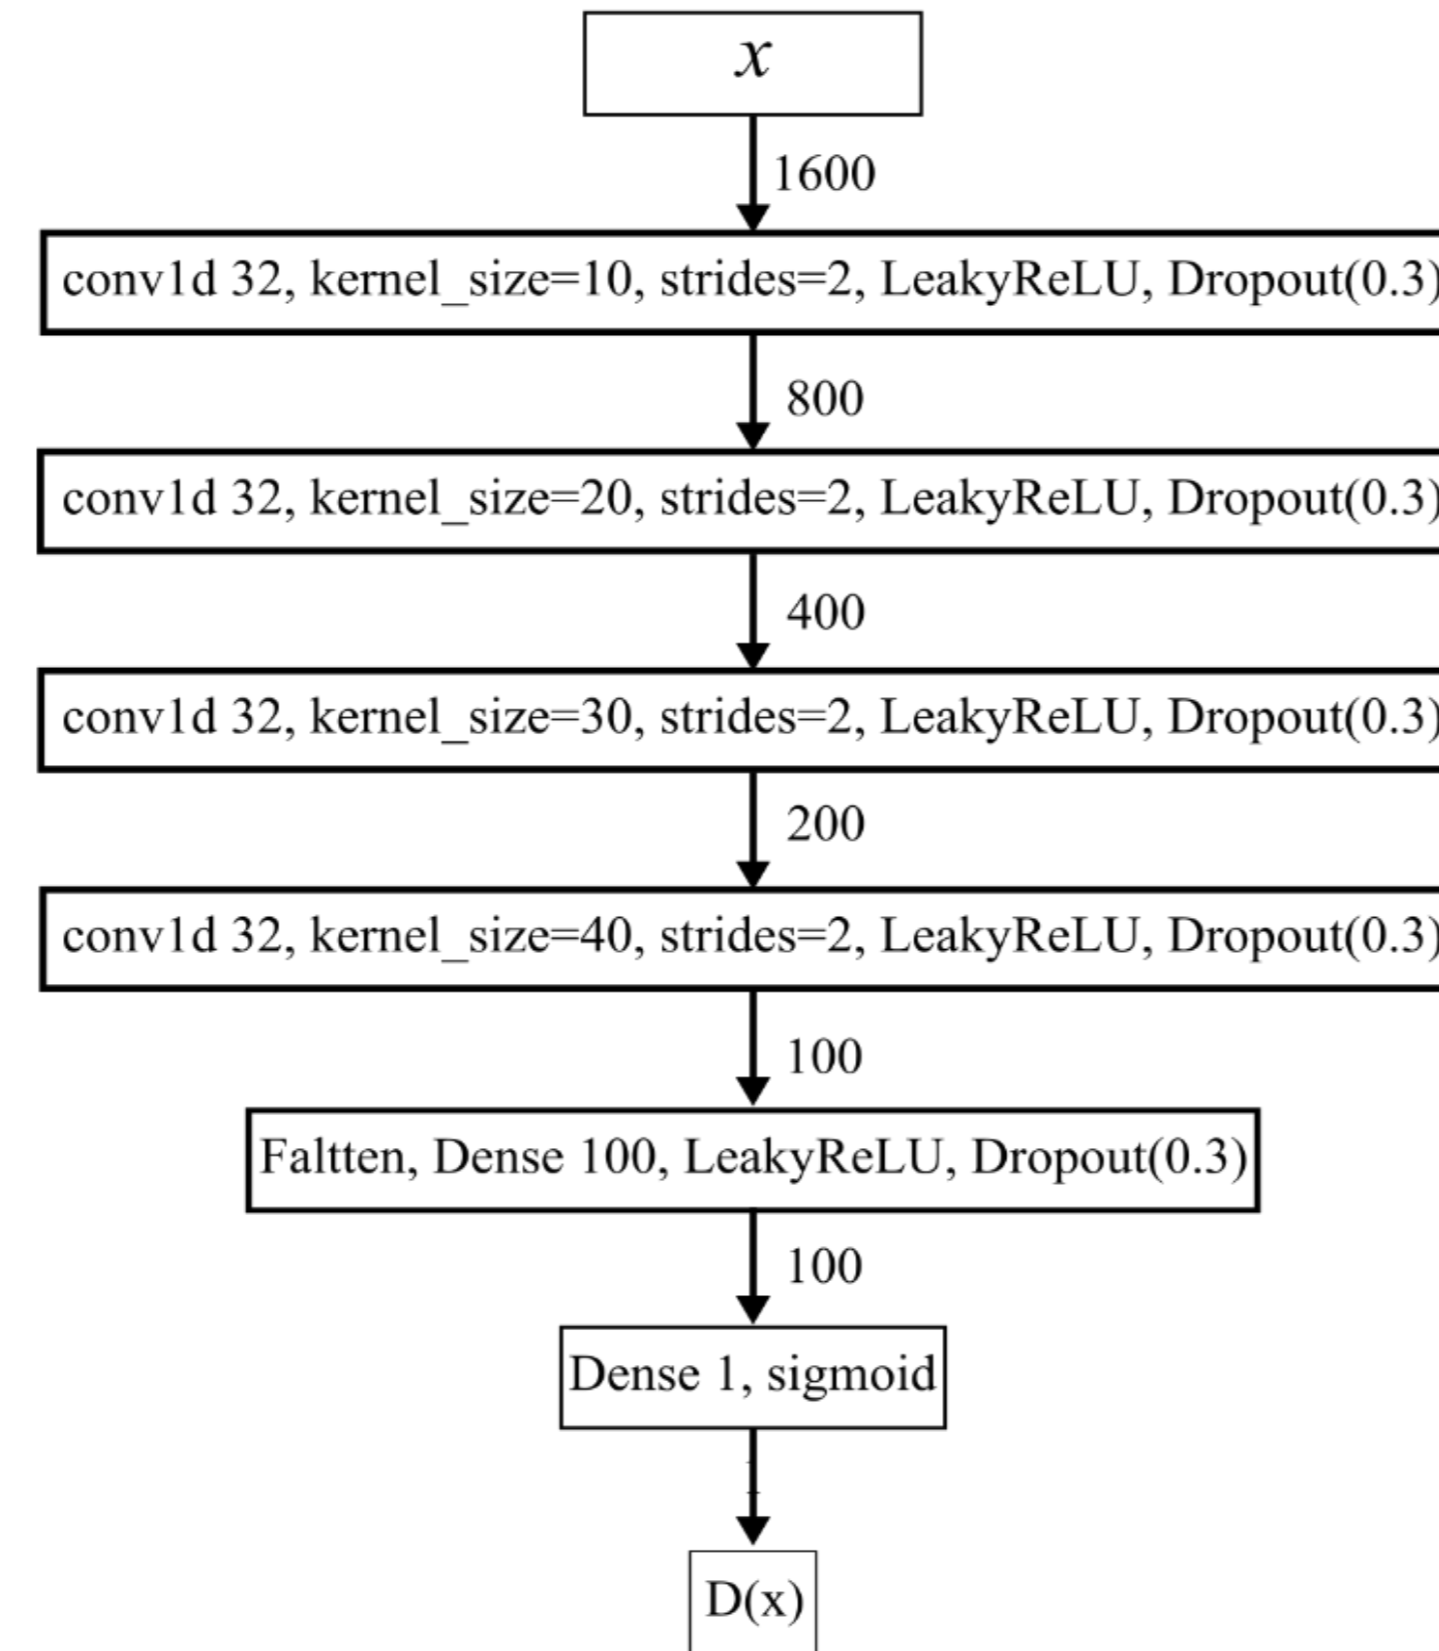 x
1600
conv1d 32, kernel_size=10, strides=2, LeakyReLU, Dropout(0.3)
800
conv1d 32, kernel_size=20, strides=2, LeakyReLU, Dropout(0.3)
400
conv1d 32, kernel_size=30, strides=2, LeakyReLU, Dropout(0.3)
200
conv1d 32, kernel_size=40, strides=2, LeakyReLU, Dropout(0.3)
100
Faltten, Dense 100, LeakyReLU, Dropout(0.3)
100
Dense 1, sigmoid
D(x)